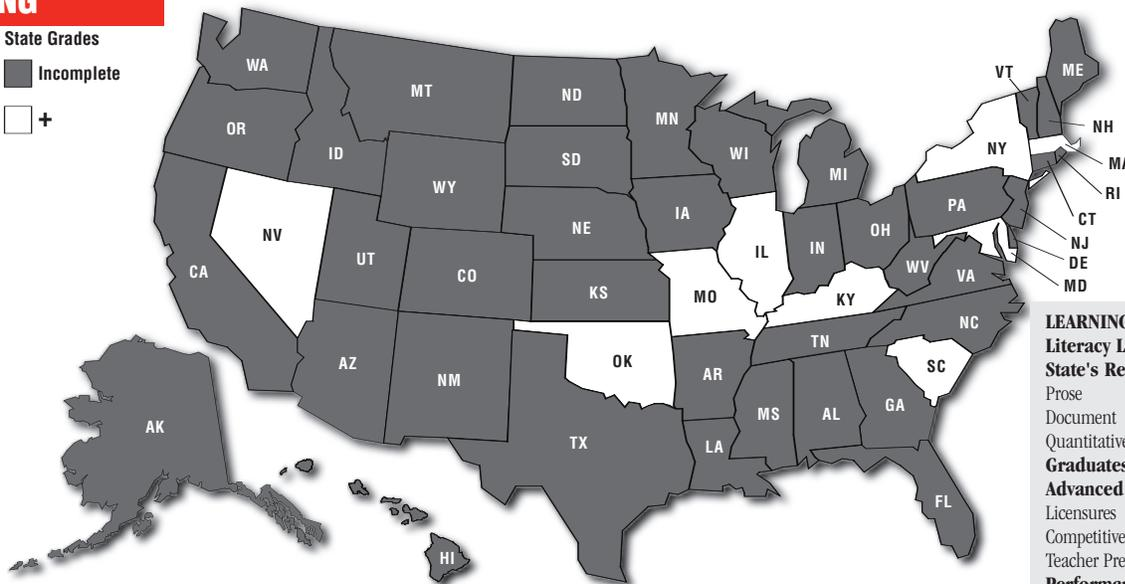 NG
State Grades
Incomplete
+
WA
OR
CA
NV
ID
MT
WY
UT
AZ
CO
NM
ND
SD
NE
KS
OK
TX
MN
IA
MO
AR
LA
WI
IL
MS
MI
IN
KY
TN
AL
OH
WV
GA
FL
SC
NC
VA
PA
NY
VT
ME
NH
MA
RI
CT
NJ
DE
MD
AK
HI
LEARNING
Literacy L
State's Re
Prose
Document
Quantitative
Graduates
Advanced
Licensures
Competitive
Teacher Pre